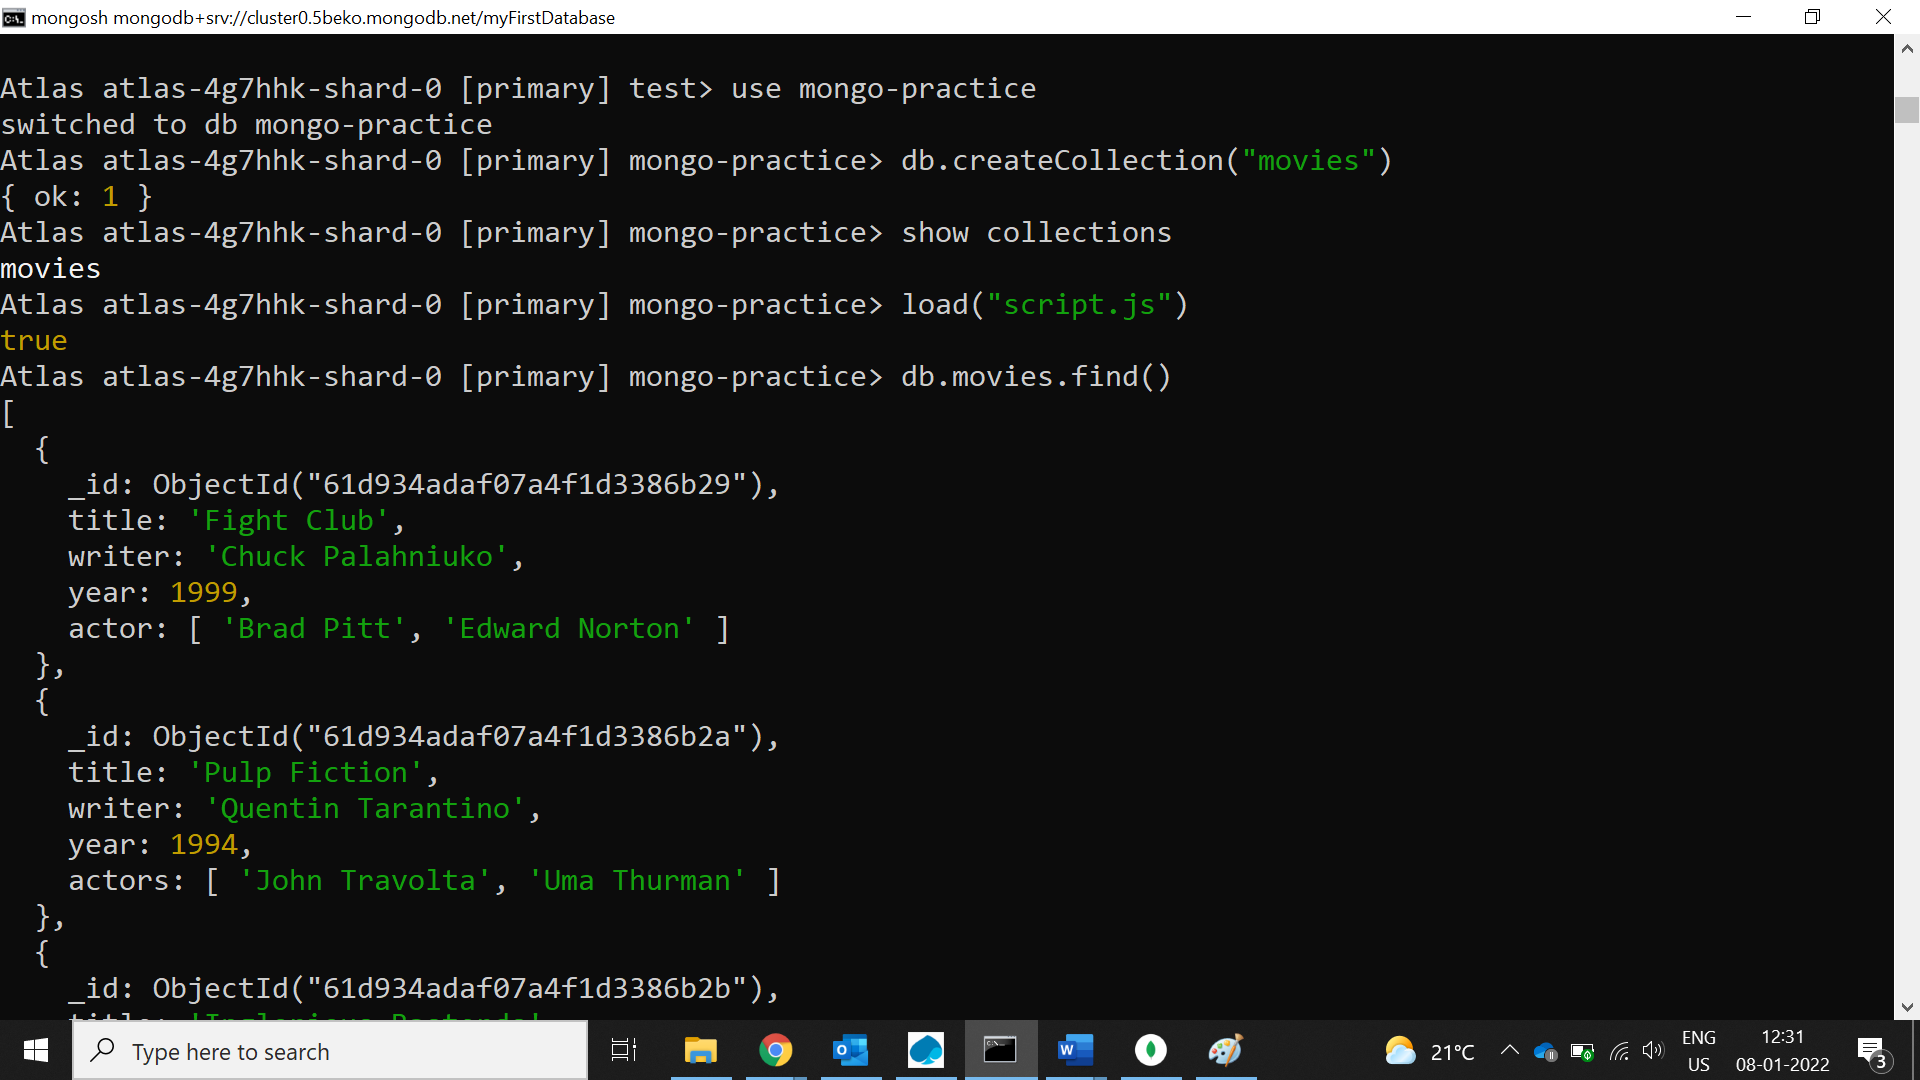 mongosh mongodb+srv://cluster0.5beko.mongodb.net/myFirstDatabase
Atlas atlas-4g7hhk-shard-0 [primary] test> use mongo-practice
switched to db mongo-practice
Atlas atlas-4g7hhk-shard-0 [primary] mongo-practice> db.createCollection("movies")
{ ok: 1 }
Atlas atlas-4g7hhk-shard-0 [primary] mongo-practice> show collections
movies
Atlas atlas-4g7hhk-shard-0 [primary] mongo-practice> load("script.js")
true
Atlas atlas-4g7hhk-shard-0 [primary] mongo-practice> db.movies.find()
[
  {
    _id: ObjectId("61d934adaf07a4f1d3386b29"),
    title: 'Fight Club',
    writer: 'Chuck Palahniuko',
    year: 1999,
    actor: [ 'Brad Pitt', 'Edward Norton' ]
  },
  {
    _id: ObjectId("61d934adaf07a4f1d3386b2a"),
    title: 'Pulp Fiction',
    writer: 'Quentin Tarantino',
    year: 1994,
    actors: [ 'John Travolta', 'Uma Thurman' ]
  },
  {
    _id: ObjectId("61d934adaf07a4f1d3386b2b"),
    title:
Type here to search
21°C
ENG
US
12:31
08-01-2022
3